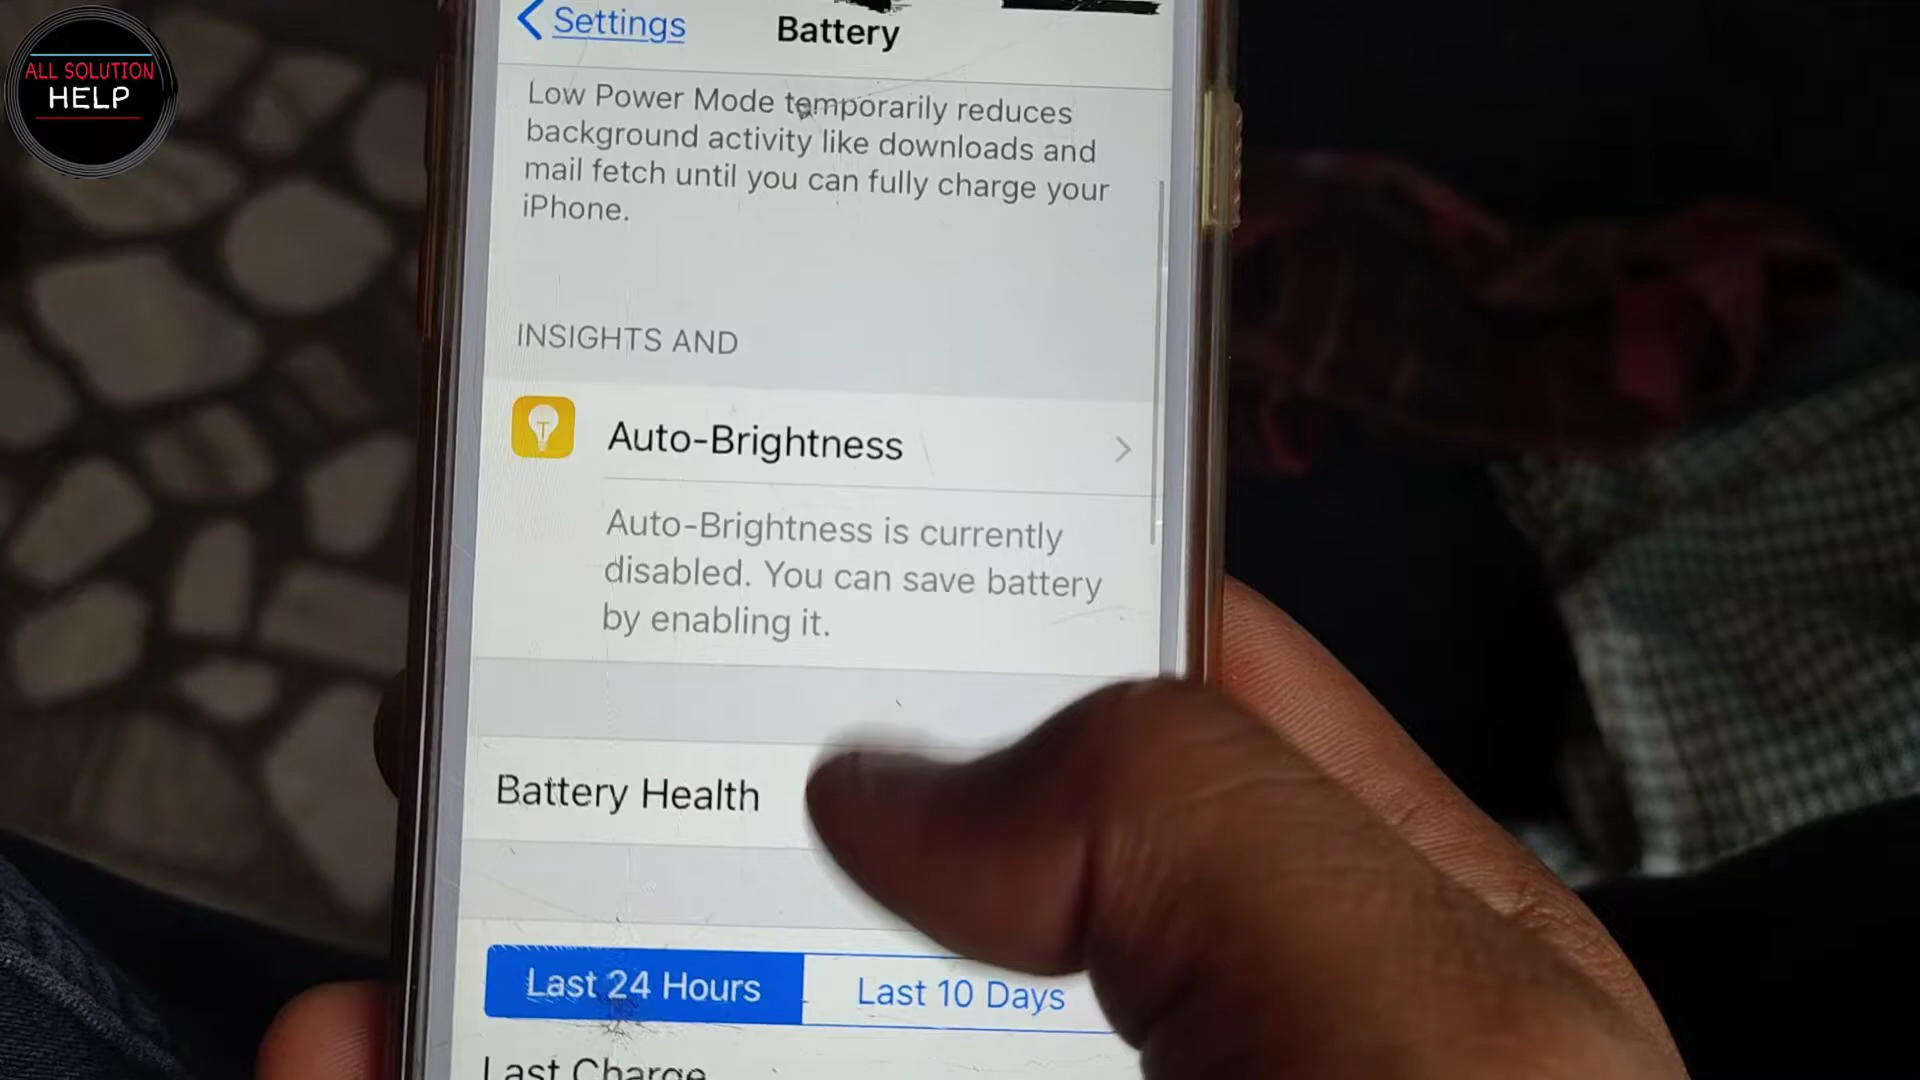 ALL SOLUTION
HELP
Settings
Battery
Low Power Mode temporarily reduces
background activity like downloads and
mail fetch until you can fully charge your
iPhone.
INSIGHTS AND
Auto-Brightness
Auto-Brightness is currently
disabled. You can save battery
by enabling it.
Battery Health
Last 24 Hours
Last 10 Days
Last Charge